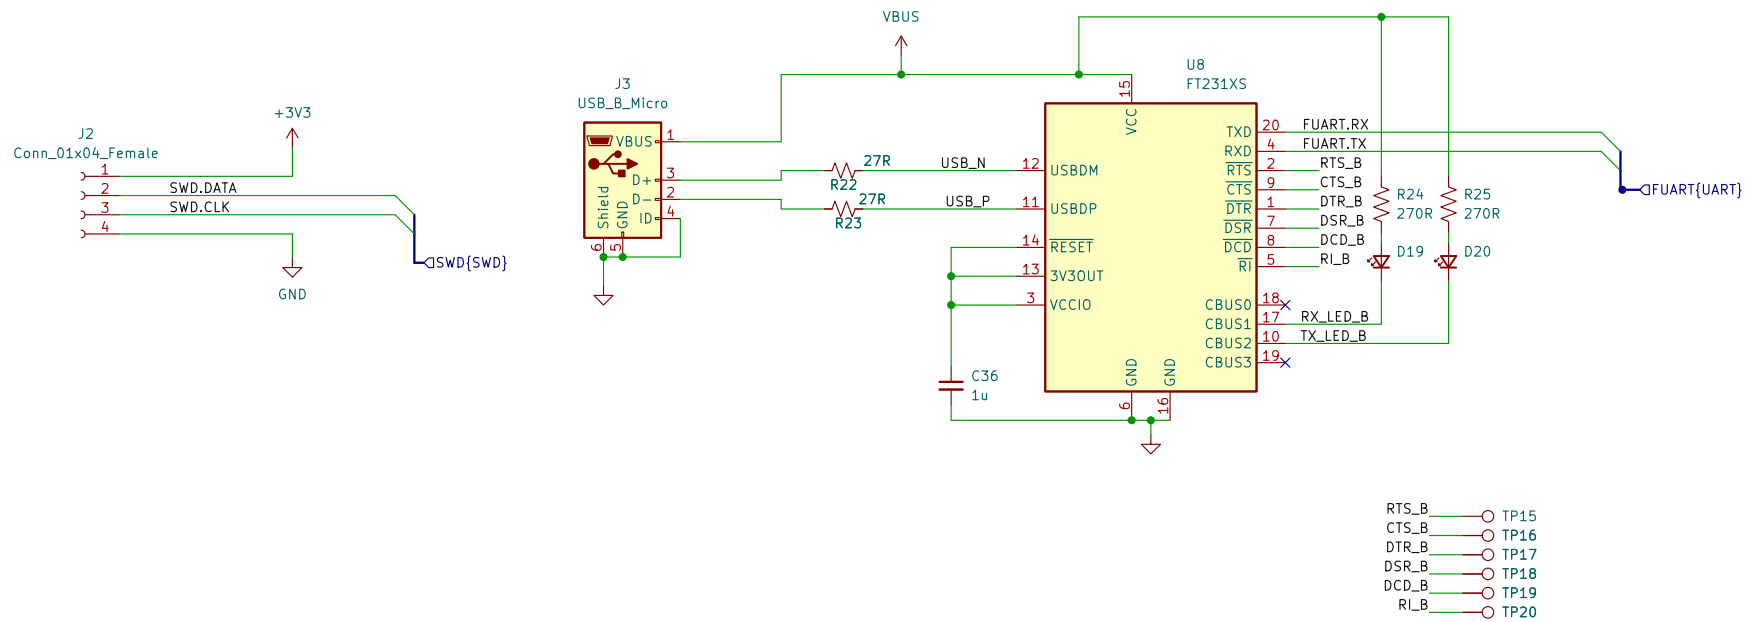 J2
Conn_01x04_Female
1
2
3
4
+3V3
SWD.DATA
SWD.CLK
GND
SWD{SWD}
J3
USB_B_Micro
VBUS
D+
D-
ID
Shield
GND
1
3
2
4
6
5
VBUS
27R
R22
27R
R23
USB_N
USB_P
U8
FT231XS
15
VCC
12 USBDM
11 USBDP
14 RESET
13 3V3OUT
3 VCCIO
C36
1u
GND
GND
6
16
TXD 20 FUART.RX
RXD 4 FUART.TX
RTS 2 RTS_B
CTS 9 CTS_B
DTR 1 DTR_B
DSR 7 DSR_B
DCD 8 DCD_B
RI 5 RI_B
CBUS0 18
CBUS1 17 RX_LED_B
CBUS2 10 TX_LED_B
CBUS3 19
R24
270R
R25
270R
D19
D20
FUART{UART}
RTS_B TP15
CTS_B TP16
DTR_B TP17
DSR_B TP18
DCD_B TP19
RI_B TP20